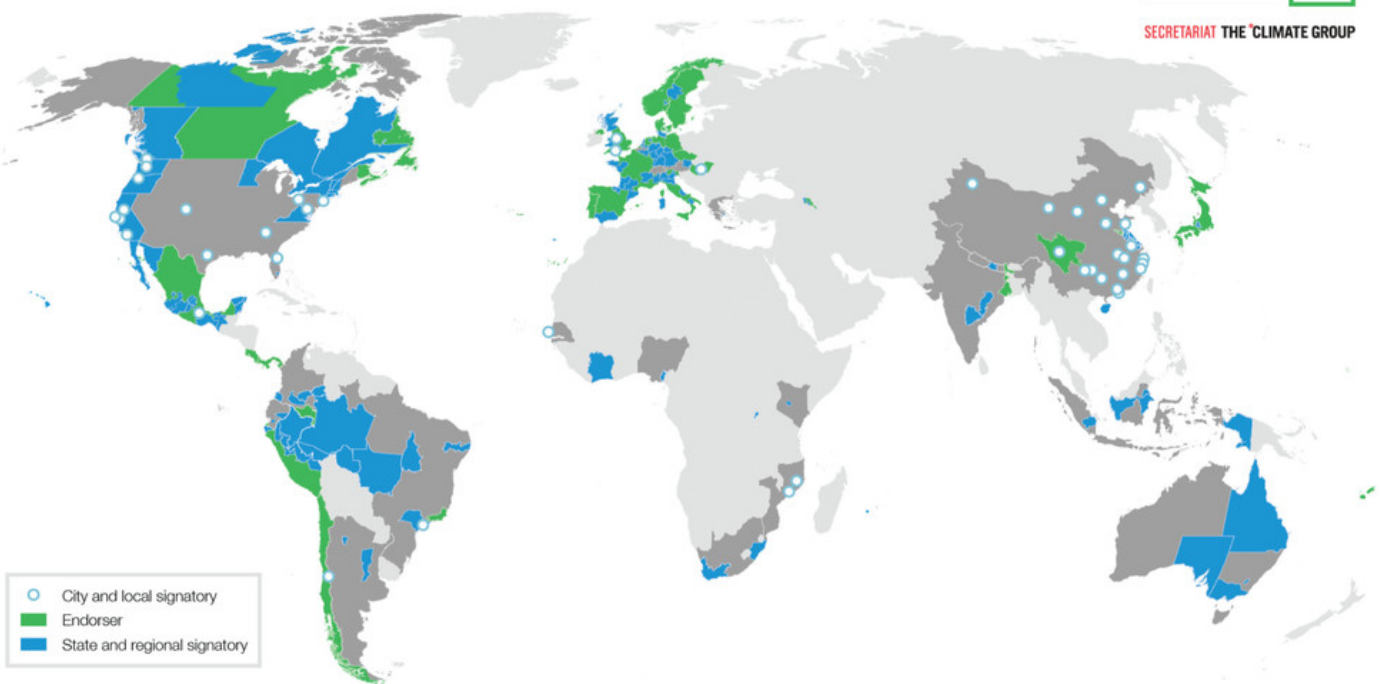 SECRETARIAT THE °CLIMATE GROUP
City and local signatory
Endorser
State and regional signatory